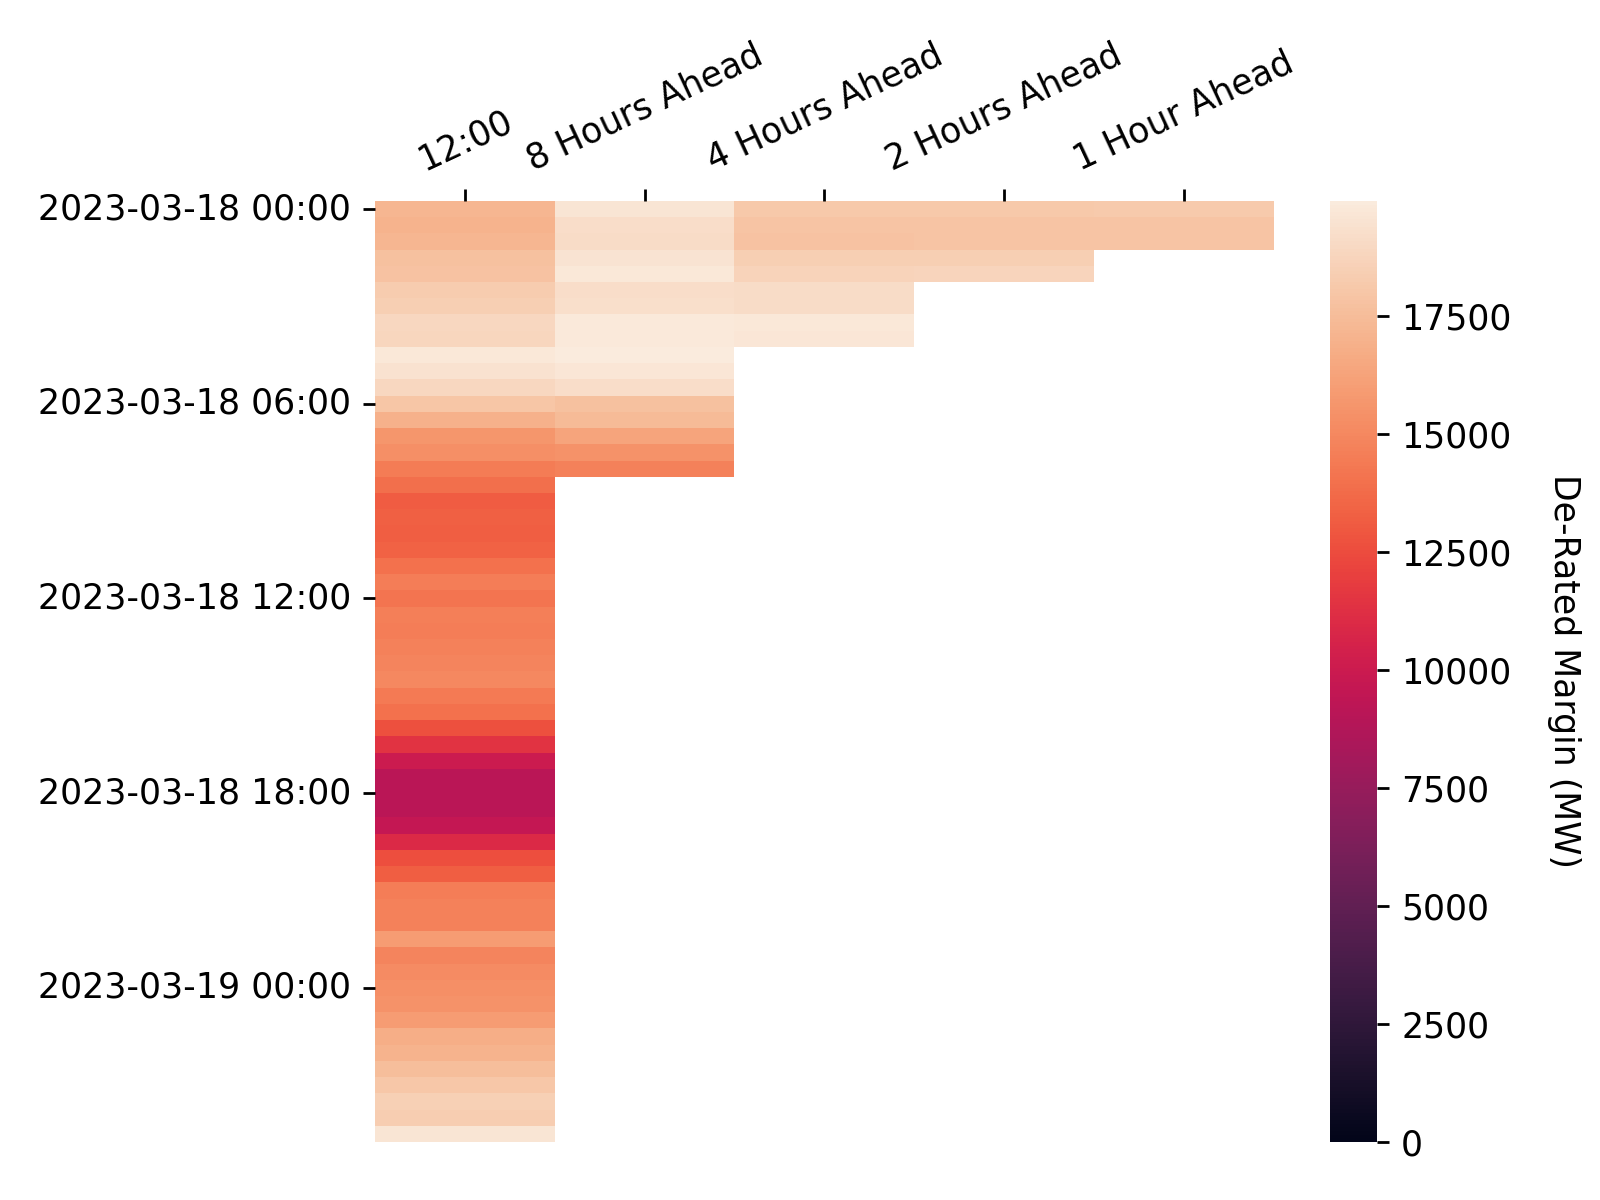 12:00
8 Hours Ahead
4 Hours Ahead
2 Hours Ahead
1 Hour Ahead
2023-03-18 00:00
2023-03-18 06:00
2023-03-18 12:00
2023-03-18 18:00
2023-03-19 00:00
17500
15000
12500
10000
7500
5000
2500
0
De-Rated Margin (MW)